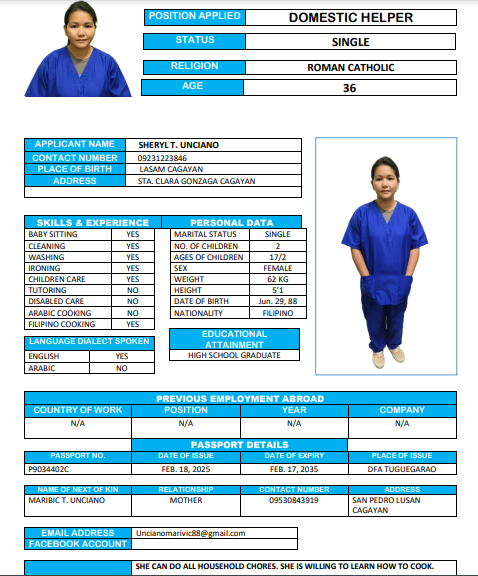 POSITION APPLIED DOMESTIC HELPER
STATUS SINGLE
RELIGION ROMAN CATHOLIC
AGE 36
APPLICANT NAME SHERYL T. UNCIANO
CONTACT NUMBER 09231223846
PLACE OF BIRTH LASAM CAGAYAN
ADDRESS STA. CLARA GONZAGA CAGAYAN
SKILLS & EXPERIENCE PERSONAL DATA
BABY SITTING YES MARITAL STATUS SINGLE
CLEANING YES NO. OF CHILDREN 2
WASHING YES AGES OF CHILDREN 17/2
IRONING YES SEX FEMALE
CHILDREN CARE YES WEIGHT 62 KG
TUTORING NO HEIGHT 5'1
DISABLED CARE NO DATE OF BIRTH Jun. 29, 88
ARABIC COOKING NO NATIONALITY FILIPINO
FILIPINO COOKING YES
LANGUAGE DIALECT SPOKEN
ENGLISH YES
ARABIC NO
EDUCATIONAL
ATTAINMENT
HIGH SCHOOL GRADUATE
PREVIOUS EMPLOYMENT ABROAD
COUNTRY OF WORK POSITION YEAR COMPANY
N/A N/A N/A N/A
PASSPORT DETAILS
PASSPORT NO. DATE OF ISSUE DATE OF EXPIRY PLACE OF ISSUE
P9034402C FEB. 18, 2025 FEB. 17, 2035 DFA TUGUEGARAO
NAME OF NEXT OF KIN RELATIONSHIP CONTACT NUMBER ADDRESS
MARIBIC T. UNCIANO MOTHER 09530843919 SAN PEDRO LUSAN
CAGAYAN
EMAIL ADDRESS Uncianomarivic88@gmail.com
FACEBOOK ACCOUNT
SHE CAN DO ALL HOUSEHOLD CHORES. SHE IS WILLING TO LEARN HOW TO COOK.